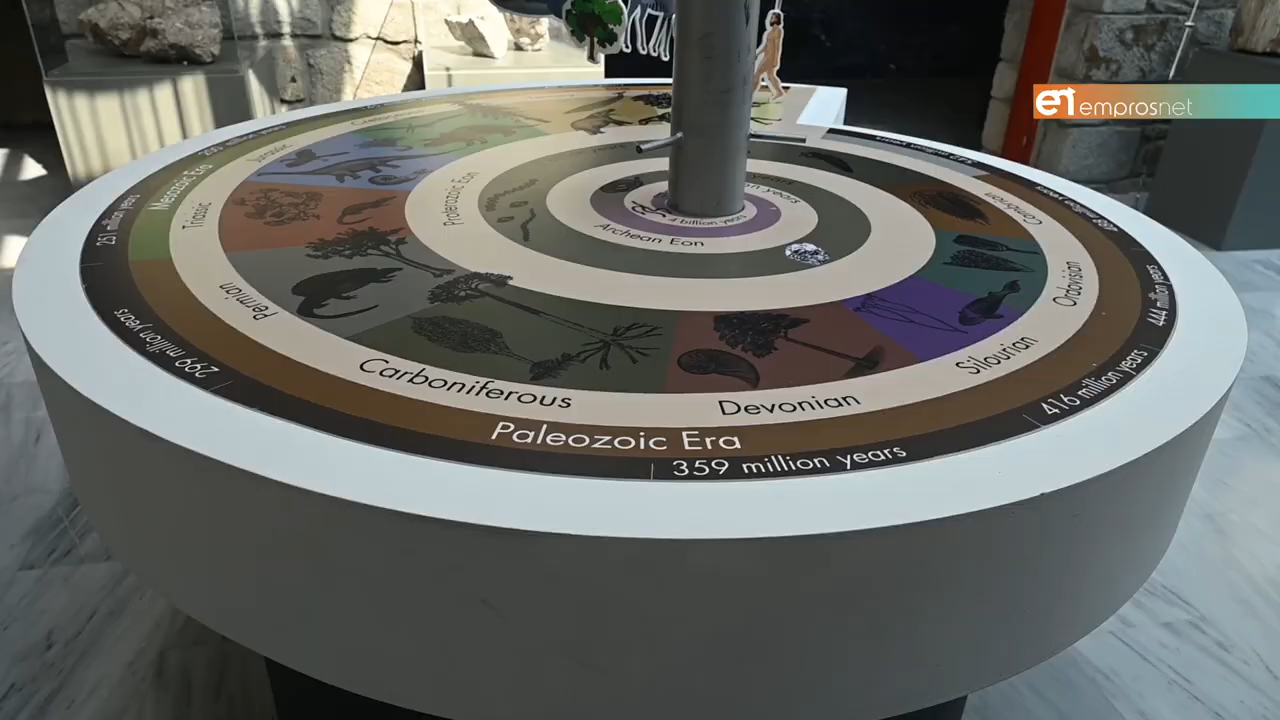 emprosnet
Jurassic
Mesozoic Era
Triassic
251 million years
Proterozoic Eon
4 billion years
Archean Eon
Cambrian
Ordovician
444 million years
Permian
299 million years
Silourian
416 million years
Carboniferous
Devonian
Paleozoic Era
359 million years